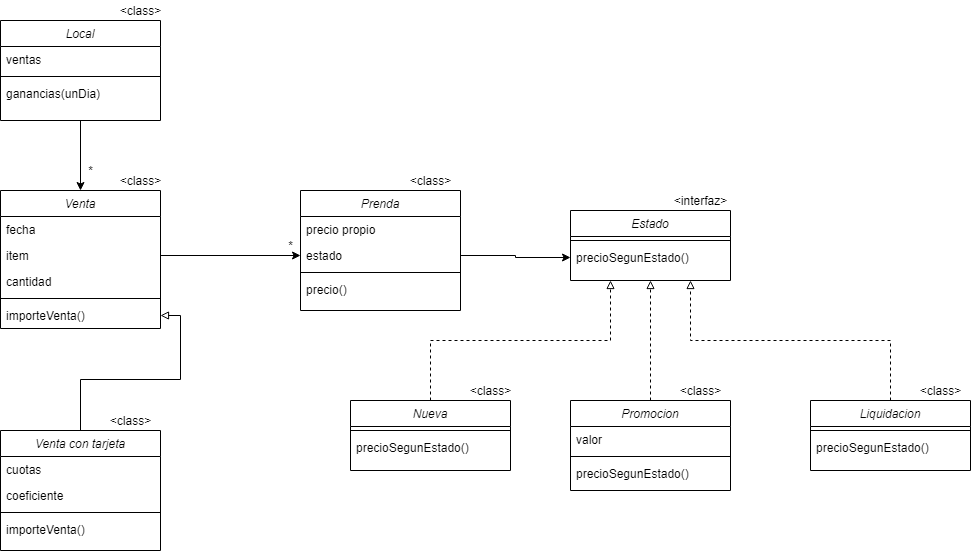 <class>
Local
ventas
ganancias(unDia)
*
<class>
Venta
fecha
item
cantidad
importeVenta()
*
<class>
Prenda
precio propio
estado
precio()
<interfaz>
Estado
precioSegunEstado()
<class>
Venta con tarjeta
cuotas
coeficiente
importeVenta()
<class>
Nueva
precioSegunEstado()
<class>
Promocion
valor
precioSegunEstado()
<class>
Liquidacion
precioSegunEstado()